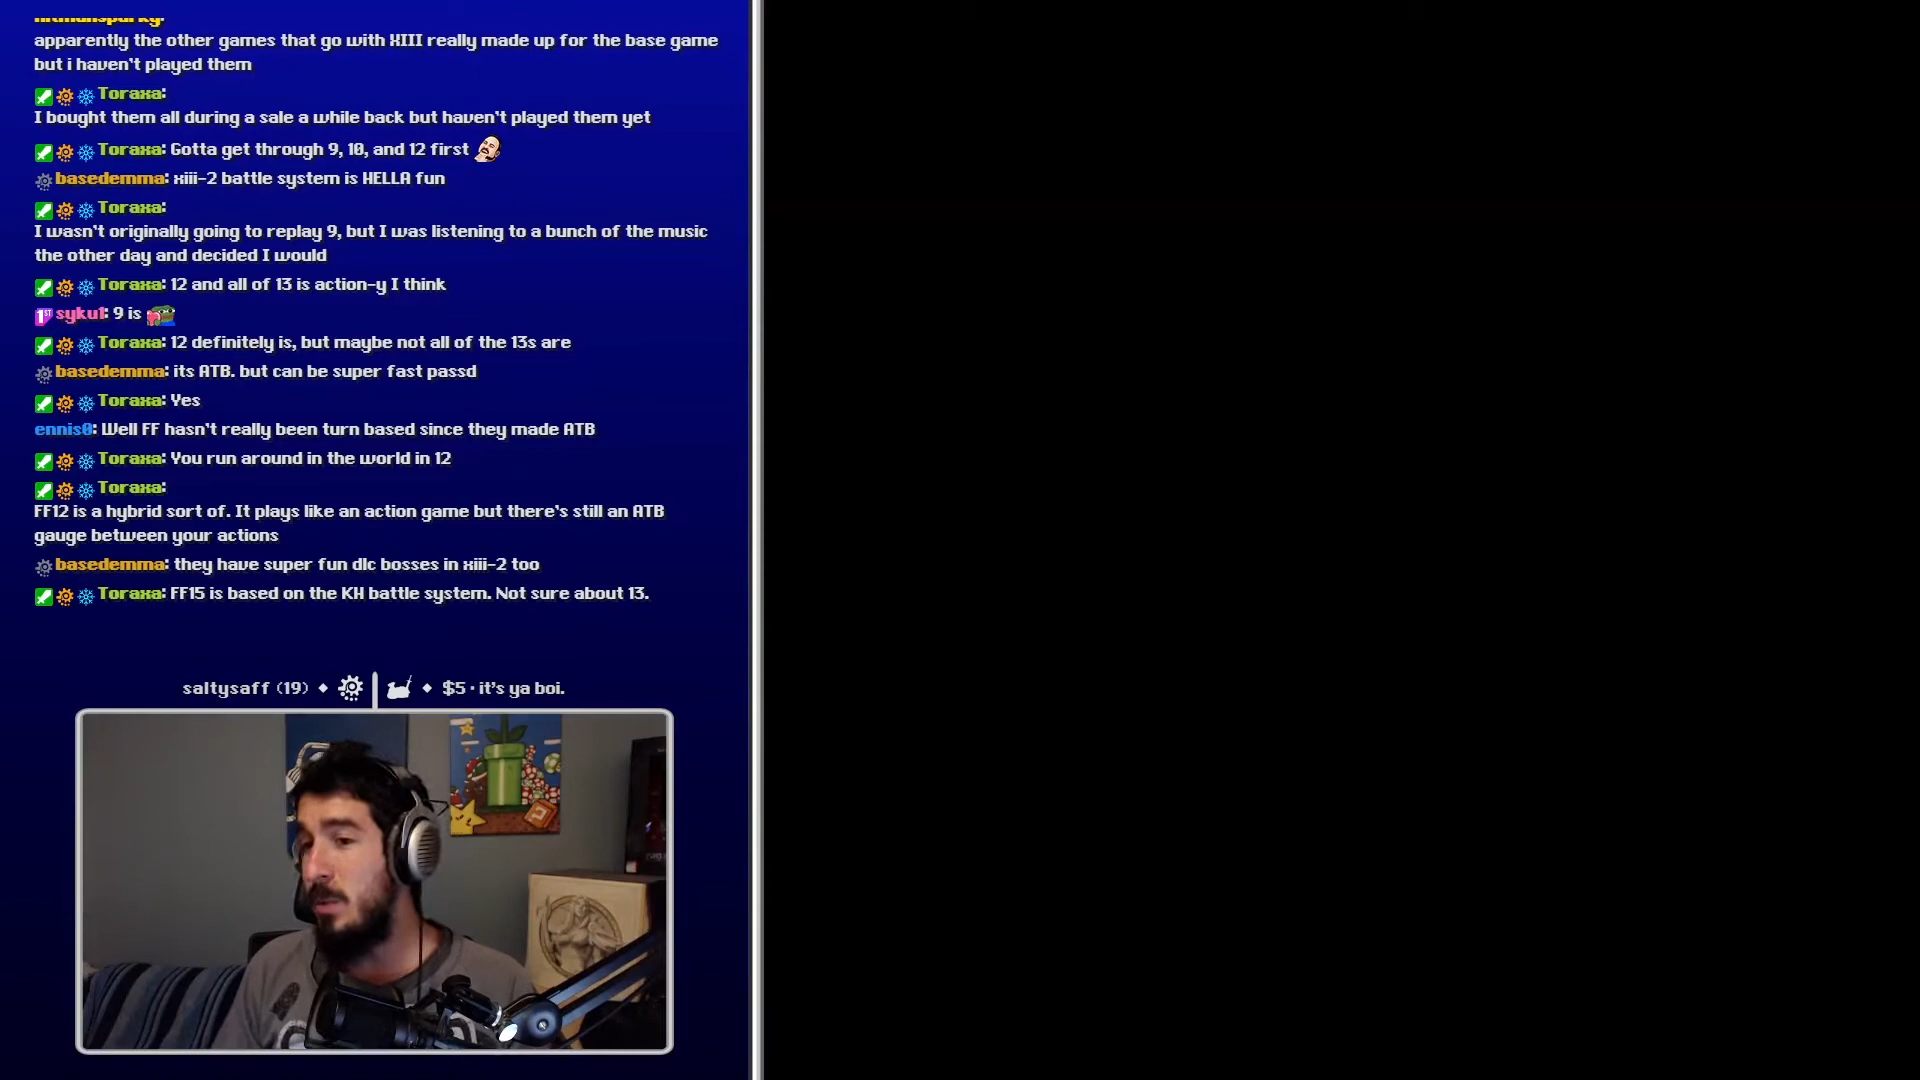 apparently the other games that go with XIII really made up for the base game
but i haven't played them
Toraxa:
I bought them all during a sale a while back but haven't played them yet
Toraxa: Gotta get through 9, 10, and 12 first
basedemma: xiii-2 battle system is HELLA fun
Toraxa:
I wasn't originally going to replay 9, but I was listening to a bunch of the music
the other day and decided I would
Toraxa: 12 and all of 13 is action-y I think
1ST syku1: 9 is
Toraxa: 12 definitely is, but maybe not all of the 13s are
basedemma: its ATB. but can be super fast passd
Toraxa: Yes
ennis0: Well FF hasn't really been turn based since they made ATB
Toraxa: You run around in the world in 12
Toraxa:
FF12 is a hybrid sort of. It plays like an action game but there's still an ATB
gauge between your actions
basedemma: they have super fun dlc bosses in xiii-2 too
Toraxa: FF15 is based on the KH battle system. Not sure about 13.
saltysaff (19) ◆ ◆ $5 · it's ya boi.